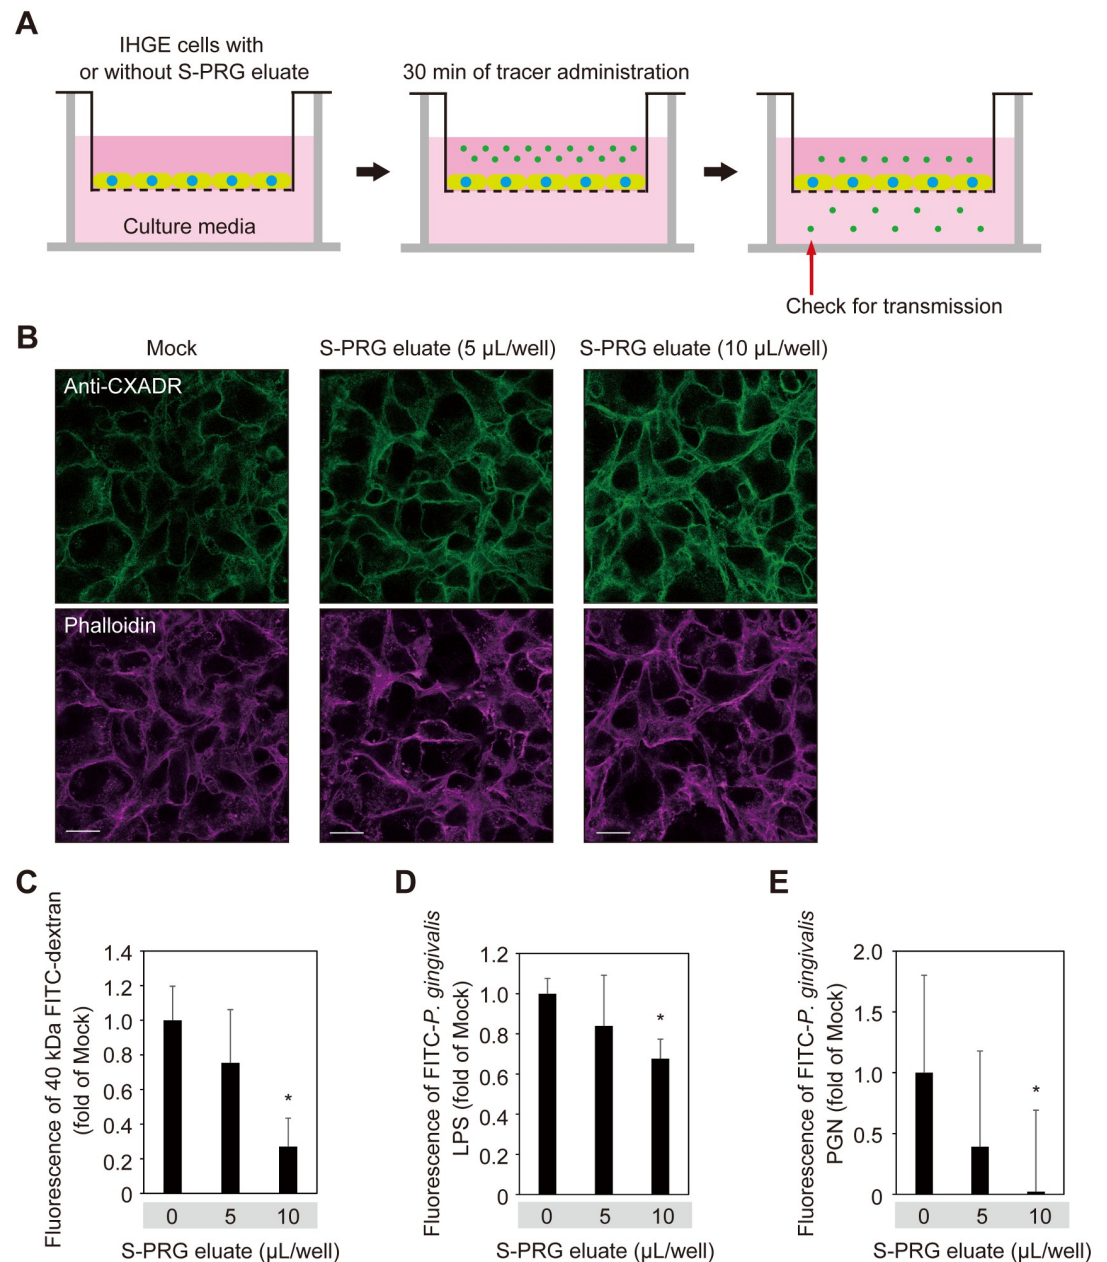 A
IHGE cells with
or without S-PRG eluate
30 min of tracer administration
Culture media
Check for transmission
B
Mock
S-PRG eluate (5 µL/well)
S-PRG eluate (10 µL/well)
Anti-CXADR
Phalloidin
C
Fluorescence of 40 kDa FITC-dextran
(fold of Mock)
1.4
1.2
1.0
0.8
0.6
0.4
0.2
0
*
0 5 10
S-PRG eluate (µL/well)
D
Fluorescence of FITC-P. gingivalis
LPS (fold of Mock)
1.2
1.0
0.8
0.6
0.4
0.2
0
*
0 5 10
S-PRG eluate (µL/well)
E
Fluorescence of FITC-P. gingivalis
PGN (fold of Mock)
2.0
1.5
1.0
0.5
0
*
0 5 10
S-PRG eluate (µL/well)